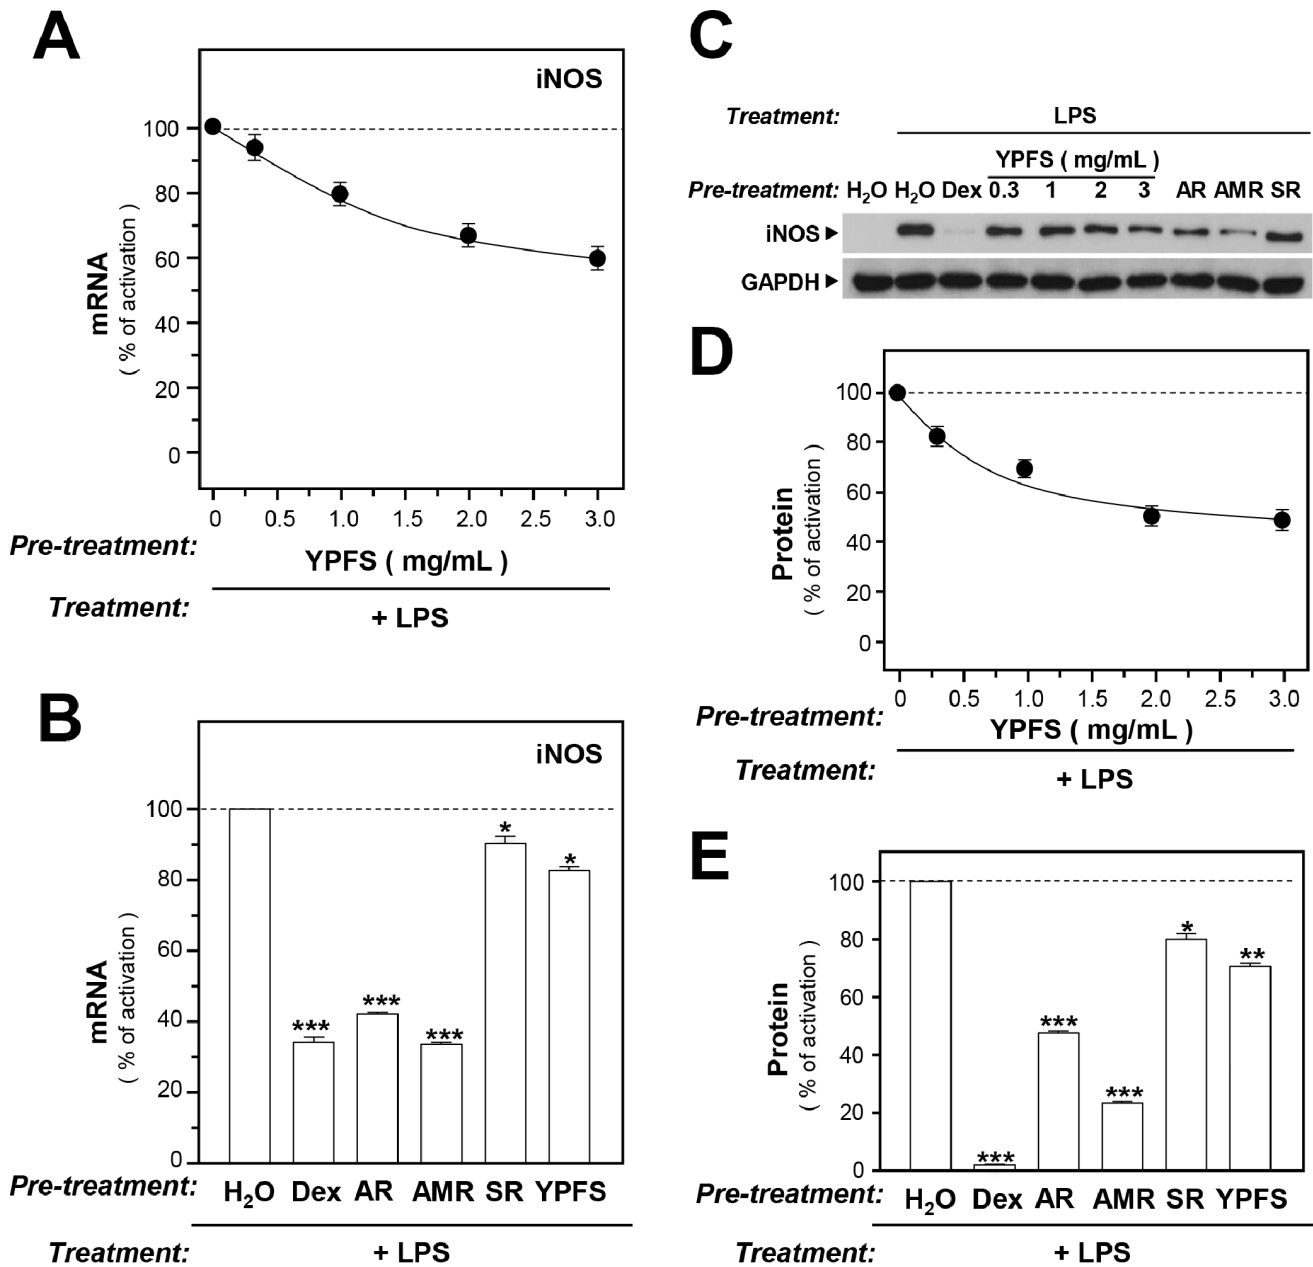 A
iNOS
100
80
60
40
20
0
mRNA
( % of activation )
0 0.5 1.0 1.5 2.0 2.5 3.0
Pre-treatment:
YPFS ( mg/mL )
Treatment:
+ LPS
B
iNOS
100
80
60
40
20
0
mRNA
( % of activation )
*
*
***
***
***
Pre-treatment: H2O Dex AR AMR SR YPFS
Treatment: + LPS
C
Treatment: LPS
YPFS ( mg/mL )
Pre-treatment: H2O H2O Dex 0.3 1 2 3 AR AMR SR
iNOS
GAPDH
D
100
80
60
40
20
0
Protein
( % of activation )
0 0.5 1.0 1.5 2.0 2.5 3.0
Pre-treatment:
YPFS ( mg/mL )
Treatment:
+ LPS
E
100
80
60
40
20
0
Protein
( % of activation )
*
**
***
***
***
Pre-treatment: H2O Dex AR AMR SR YPFS
Treatment: + LPS